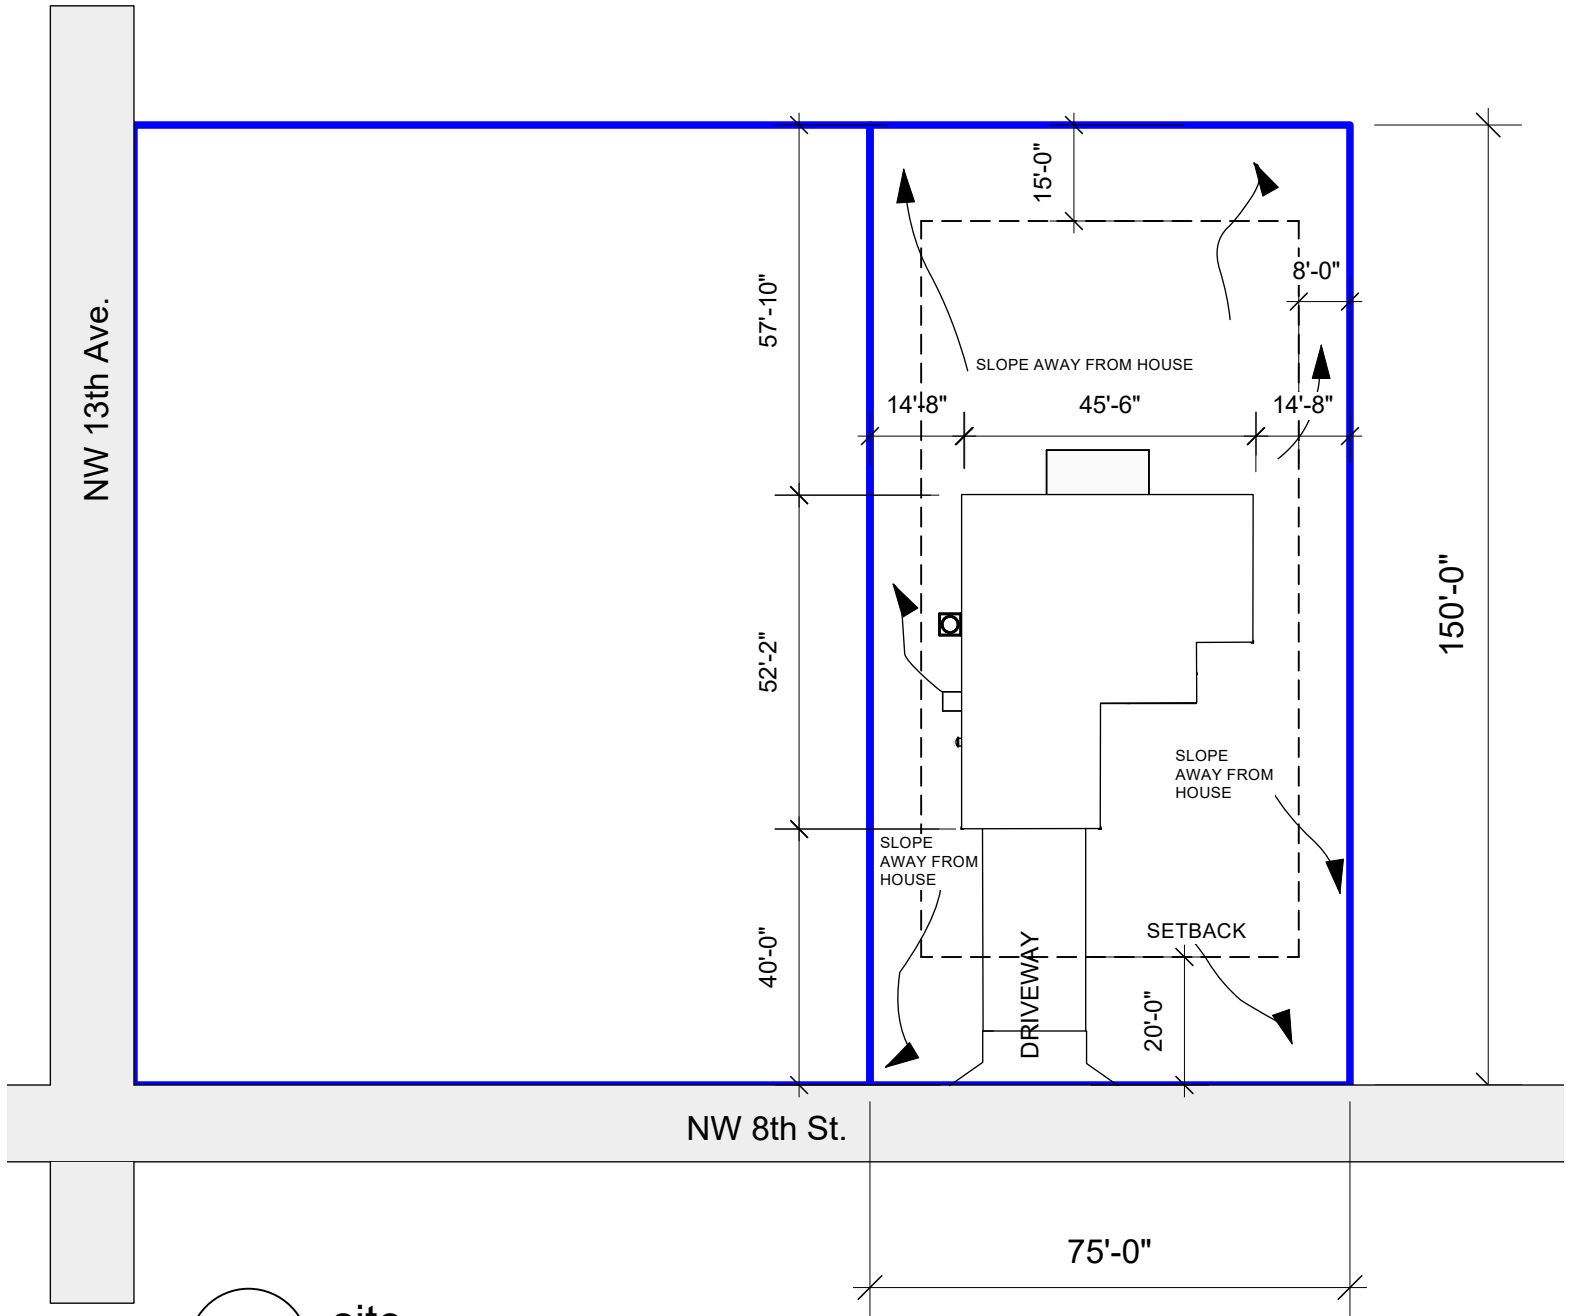 NW 13th Ave.
15'-0"
57'-10"
8'-0"
SLOPE AWAY FROM HOUSE
14'-8"
45'-6"
14'-8"
150'-0"
52'-2"
SLOPE
AWAY FROM
HOUSE
SLOPE
AWAY FROM
HOUSE
40'-0"
DRIVEWAY
SETBACK
20'-0"
NW 8th St.
75'-0"
site